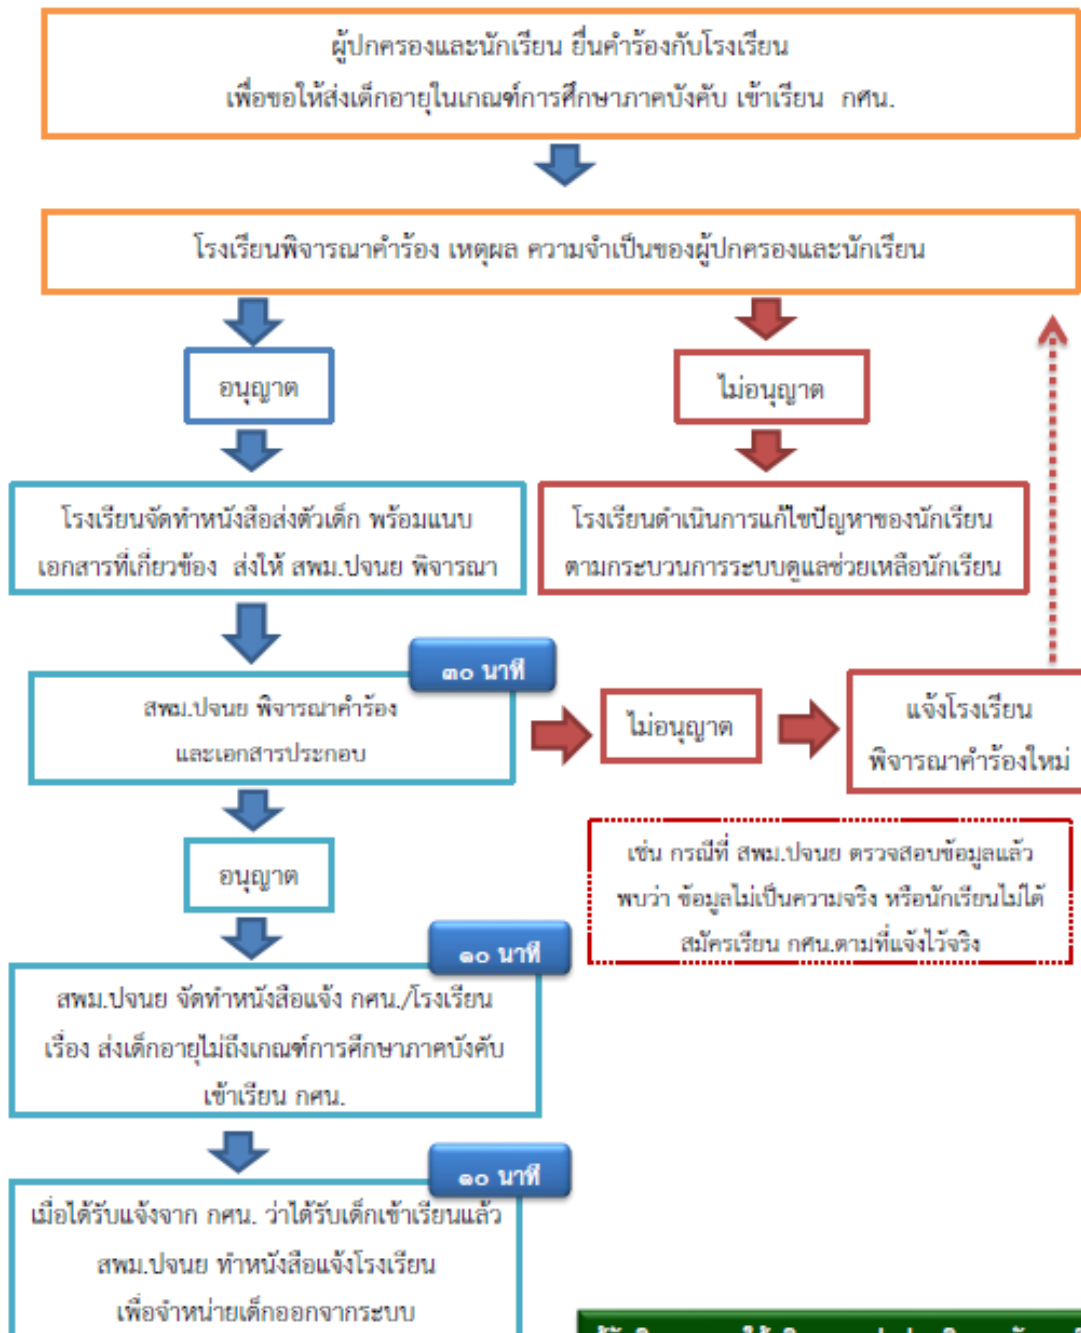 ผู้ปกครองและนักเรียน ยื่นคำร้องกับโรงเรียน
เพื่อขอให้ส่งเด็กอายุในเกณฑ์การศึกษาภาคบังคับ เข้าเรียน กศน.
โรงเรียนพิจารณาคำร้อง เหตุผล ความจำเป็นของผู้ปกครองและนักเรียน
อนุญาต
ไม่อนุญาต
โรงเรียนจัดทำหนังสือส่งตัวเด็ก พร้อมแนบ
เอกสารที่เกี่ยวข้อง ส่งให้ สพม.ปจนย พิจารณา
โรงเรียนดำเนินการแก้ไขปัญหาของนักเรียน
ตามกระบวนการระบบดูแลช่วยเหลือนักเรียน
๓๐ นาที
สพม.ปจนย พิจารณาคำร้อง
และเอกสารประกอบ
ไม่อนุญาต
แจ้งโรงเรียน
พิจารณาคำร้องใหม่
อนุญาต
เช่น กรณีที่ สพม.ปจนย ตรวจสอบข้อมูลแล้ว
พบว่า ข้อมูลไม่เป็นความจริง หรือนักเรียนไม่ได้
สมัครเรียน กศน.ตามที่แจ้งไว้จริง
๑๐ นาที
สพม.ปจนย จัดทำหนังสือแจ้ง กศน./โรงเรียน
เรื่อง ส่งเด็กอายุไม่ถึงเกณฑ์การศึกษาภาคบังคับ
เข้าเรียน กศน.
๑๐ นาที
เมื่อได้รับแจ้งจาก กศน. ว่าได้รับเด็กเข้าเรียนแล้ว
สพม.ปจนย ทำหนังสือแจ้งโรงเรียน
เพื่อจำหน่ายเด็กออกจากระบบ